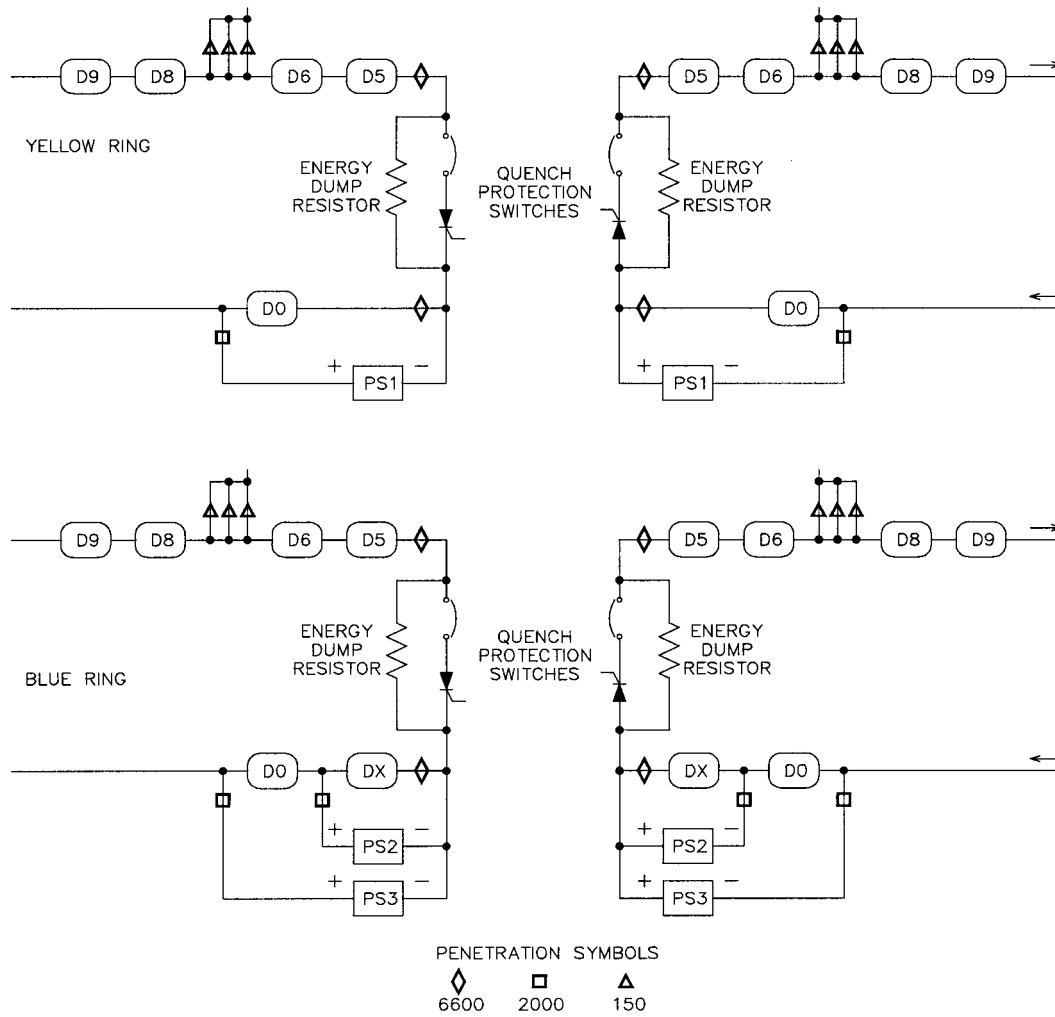 D9 D8 D6 D5 D5 D6 D8 D9
YELLOW RING
ENERGY
DUMP
RESISTOR
QUENCH
PROTECTION
SWITCHES
ENERGY
DUMP
RESISTOR
D0 D0
+ PS1 − + PS1 −
D9 D8 D6 D5 D5 D6 D8 D9
BLUE RING
ENERGY
DUMP
RESISTOR
QUENCH
PROTECTION
SWITCHES
ENERGY
DUMP
RESISTOR
D0 DX DX D0
+ PS2 − + PS2 −
+ PS3 − + PS3 −
PENETRATION SYMBOLS
6600 2000 150